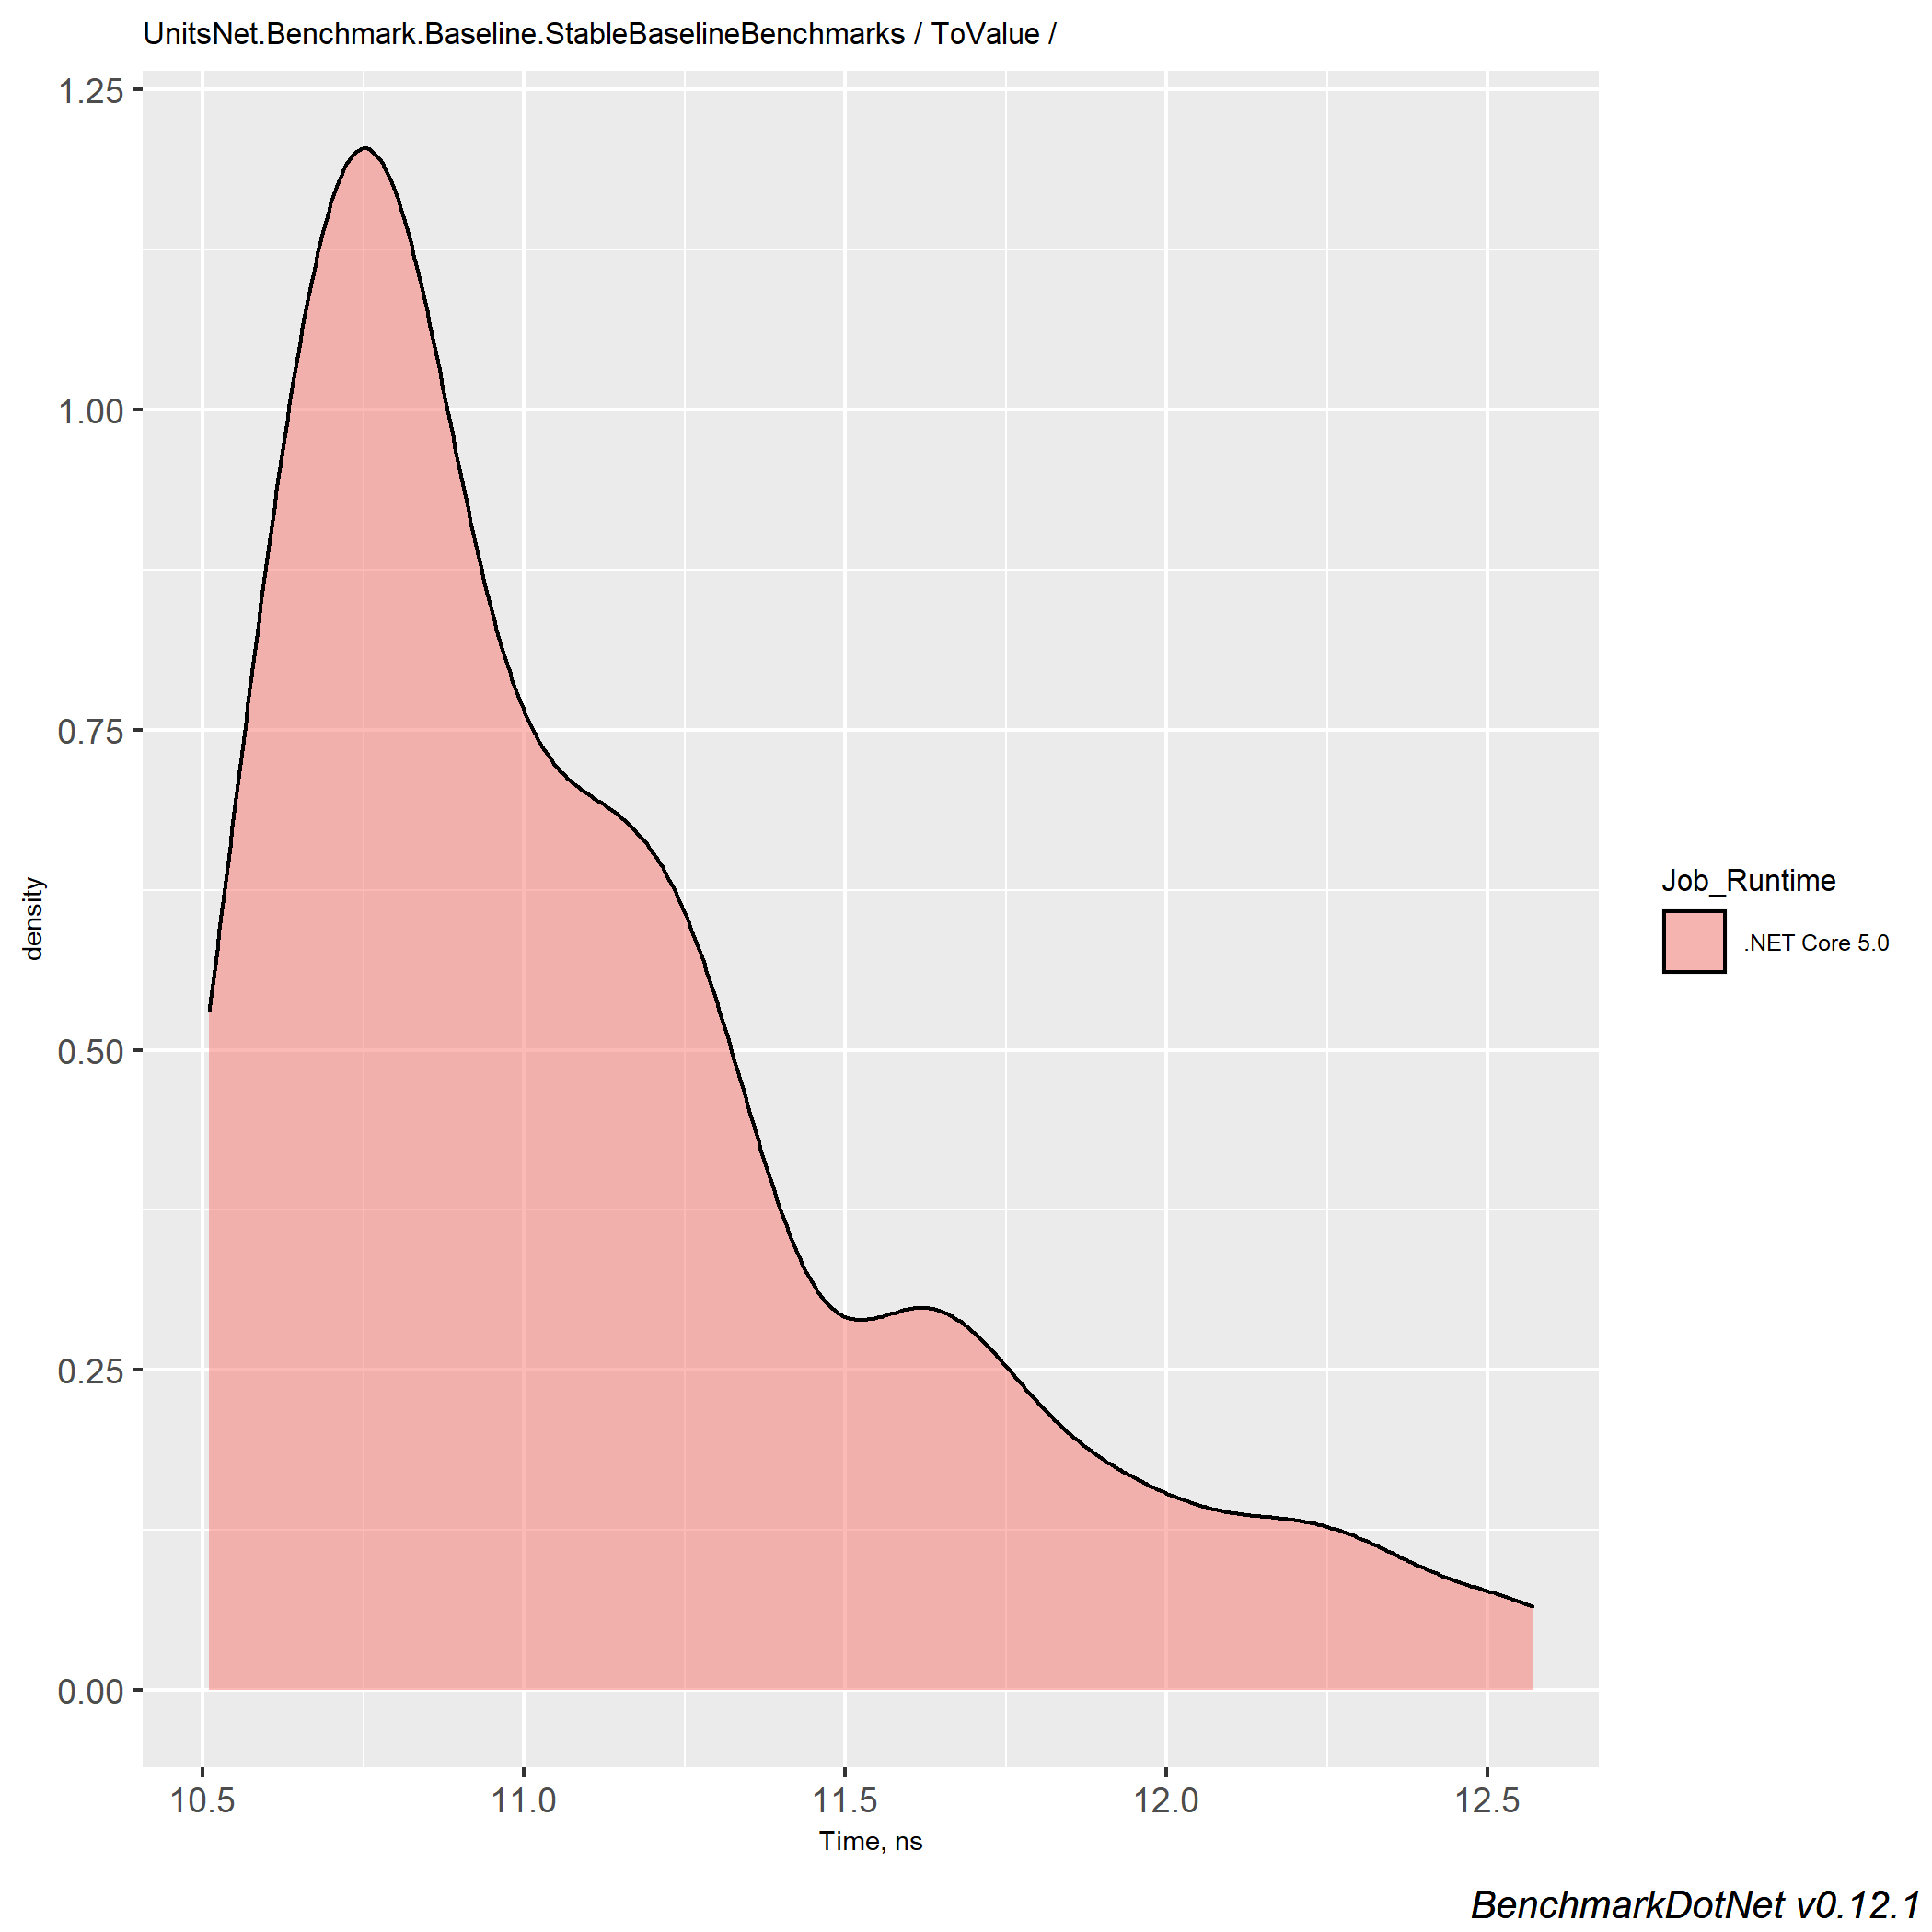 UnitsNet.Benchmark.Baseline.StableBaselineBenchmarks / ToValue /
1.25
1.00
0.75
0.50
0.25
0.00
density
10.5 11.0 11.5 12.0 12.5
Time, ns
Job_Runtime
.NET Core 5.0
BenchmarkDotNet v0.12.1